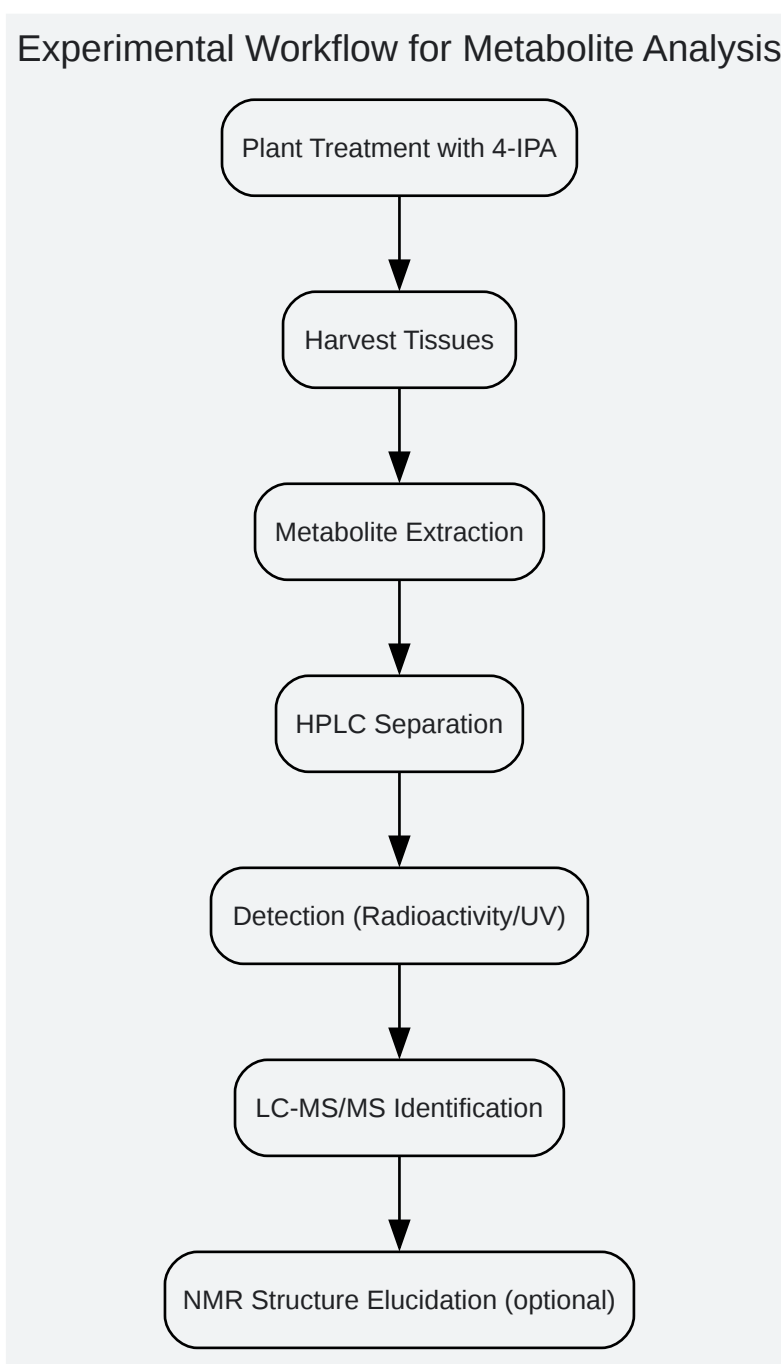 Experimental Workflow for Metabolite Analysis
Plant Treatment with 4-IPA
Harvest Tissues
Metabolite Extraction
HPLC Separation
Detection (Radioactivity/UV)
LC-MS/MS Identification
NMR Structure Elucidation (optional)